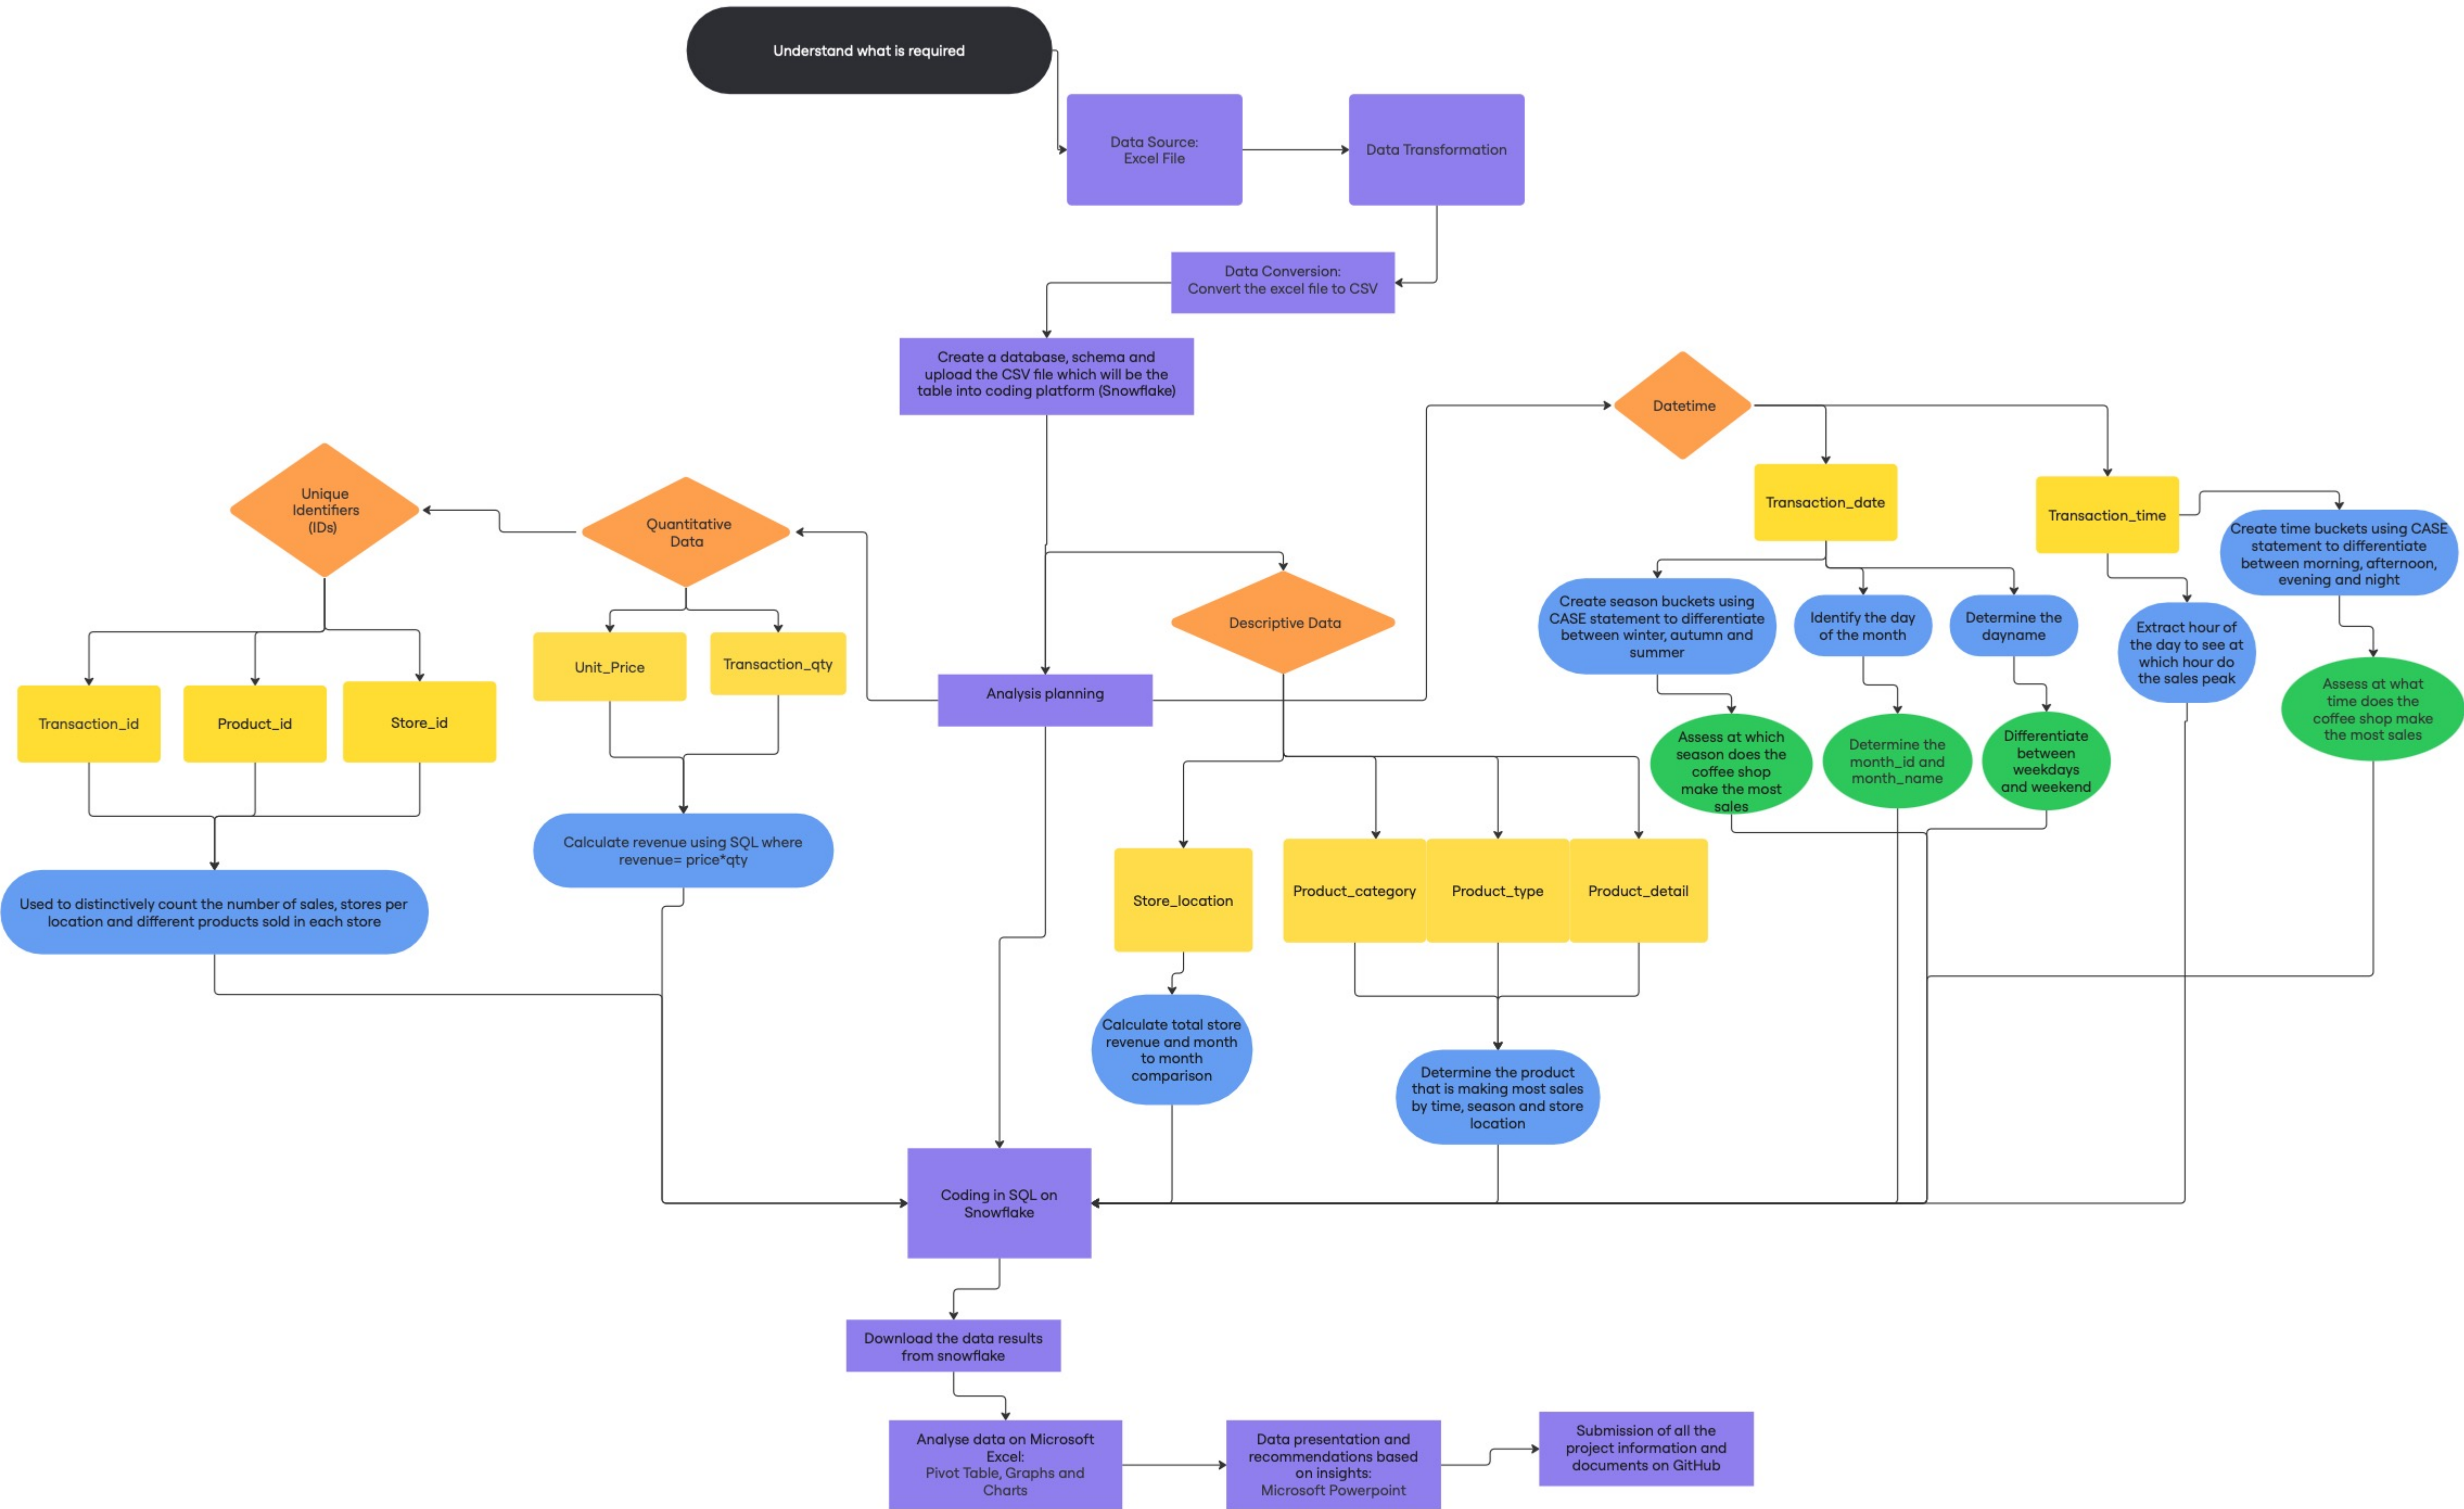 Understand what is required
Data Source:
Excel File
Data Transformation
Data Conversion:
Convert the excel file to CSV
Create a database, schema and
upload the CSV file which will be the
table into coding platform (Snowflake)
Datetime
Unique
Identifiers
(IDs)
Quantitative
Data
Transaction_date
Transaction_time
Create time buckets using CASE
statement to differentiate
between morning, afternoon,
evening and night
Descriptive Data
Create season buckets using
CASE statement to differentiate
between winter, autumn and
summer
Identify the day
of the month
Determine the
dayname
Extract hour of
the day to see at
which hour do
the sales peak
Unit_Price
Transaction_qty
Analysis planning
Transaction_id
Product_id
Store_id
Assess at which
season does the
coffee shop
make the most
sales
Determine the
month_id and
month_name
Differentiate
between
weekdays
and weekend
Assess at what
time does the
coffee shop make
the most sales
Calculate revenue using SQL where
revenue= price*qty
Used to distinctively count the number of sales, stores per
location and different products sold in each store
Store_location
Product_category
Product_type
Product_detail
Calculate total store
revenue and month
to month
comparison
Determine the product
that is making most sales
by time, season and store
location
Coding in SQL on
Snowflake
Download the data results
from snowflake
Analyse data on Microsoft
Excel:
Pivot Table, Graphs and
Charts
Data presentation and
recommendations based
on insights:
Microsoft Powerpoint
Submission of all the
project information and
documents on GitHub